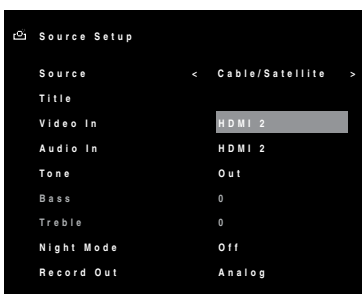 Source Setup
Source < Cable/Satellite >
Title
Video In HDMI 2
Audio In HDMI 2
Tone Out
Bass 0
Treble 0
Night Mode Off
Record Out Analog